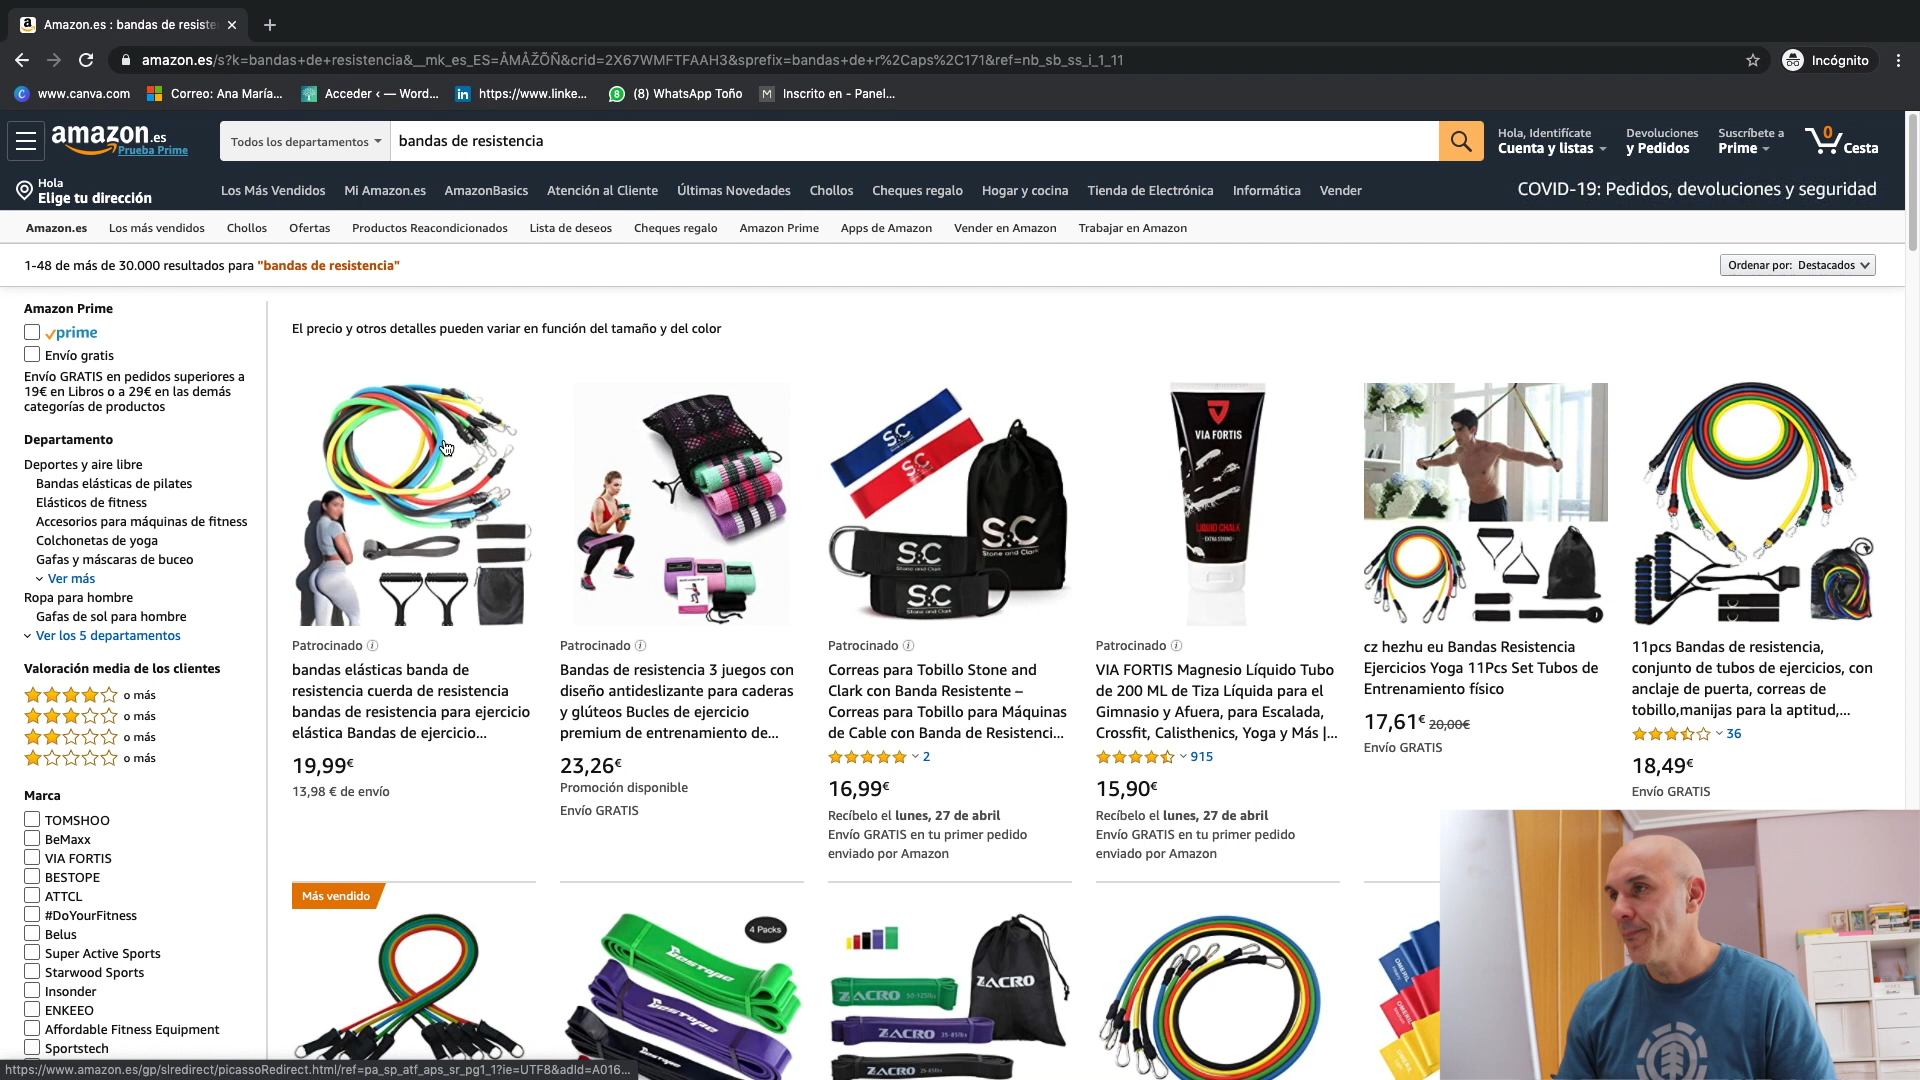 Amazon.es : bandas de resiste
amazon.es/s?k=bandas+de+resistencia&__mk_es_ES=ÅMÅŽÕÑ&crid=2X67WMFTFAAH3&sprefix=bandas+de+r%2Caps%2C171&ref=nb_sb_ss_i_1_11
Incógnito
www.canva.com
Correo: Ana María...
Acceder ‹ — Word...
https://www.linke...
(8) WhatsApp Toño
Inscrito en - Panel...
amazon.es
Prueba Prime
Todos los departamentos
bandas de resistencia
Hola, Identifícate
Cuenta y listas
Devoluciones
y Pedidos
Suscríbete a
Prime
0
Cesta
Hola
Elige tu dirección
Los Más Vendidos
Mi Amazon.es
AmazonBasics
Atención al Cliente
Últimas Novedades
Chollos
Cheques regalo
Hogar y cocina
Tienda de Electrónica
Informática
Vender
COVID-19: Pedidos, devoluciones y seguridad
Amazon.es
Los más vendidos
Chollos
Ofertas
Productos Reacondicionados
Lista de deseos
Cheques regalo
Amazon Prime
Apps de Amazon
Vender en Amazon
Trabajar en Amazon
1-48 de más de 30.000 resultados para "bandas de resistencia"
Ordenar por: Destacados
Amazon Prime
prime
Envío gratis
Envío GRATIS en pedidos superiores a
19€ en Libros o a 29€ en las demás
categorías de productos
Departamento
Deportes y aire libre
Bandas elásticas de pilates
Elásticos de fitness
Accesorios para máquinas de fitness
Colchonetas de yoga
Gafas y máscaras de buceo
Ver más
Ropa para hombre
Gafas de sol para hombre
Ver los 5 departamentos
Valoración media de los clientes
o más
o más
o más
o más
Marca
TOMSHOO
BeMaxx
VIA FORTIS
BESTOPE
ATTCL
#DoYourFitness
Belus
Super Active Sports
Starwood Sports
Insonder
ENKEEO
Affordable Fitness Equipment
Sportstech
El precio y otros detalles pueden variar en función del tamaño y del color
Patrocinado
bandas elásticas banda de
resistencia cuerda de resistencia
bandas de resistencia para ejercicio
elástica Bandas de ejercicio...
19,99€
13,98 € de envío
Patrocinado
Bandas de resistencia 3 juegos con
diseño antideslizante para caderas
y glúteos Bucles de ejercicio
premium de entrenamiento de...
23,26€
Promoción disponible
Envío GRATIS
S:C
S:C
S:C
Stone and Clark
S:C
Stone and Clark
S:C
Stone and Clark
Patrocinado
Correas para Tobillo Stone and
Clark con Banda Resistente –
Correas para Tobillo para Máquinas
de Cable con Banda de Resistenci...
2
16,99€
Recíbelo el lunes, 27 de abril
Envío GRATIS en tu primer pedido
enviado por Amazon
VIA FORTIS
LIQUID CHALK
Patrocinado
VIA FORTIS Magnesio Líquido Tubo
de 200 ML de Tiza Líquida para el
Gimnasio y Afuera, para Escalada,
Crossfit, Calisthenics, Yoga y Más |...
915
15,90€
Recíbelo el lunes, 27 de abril
Envío GRATIS en tu primer pedido
enviado por Amazon
cz hezhu eu Bandas Resistencia
Ejercicios Yoga 11Pcs Set Tubos de
Entrenamiento físico
17,61€ 20,00€
Envío GRATIS
11pcs Bandas de resistencia,
conjunto de tubos de ejercicios, con
anclaje de puerta, correas de
tobillo,manijas para la aptitud,...
36
18,49€
Envío GRATIS
Más vendido
4 Packs
Bestope
Bestope
Bestope
ZACRO
ZACRO
ZACRO
ZACRO
OMERIL
OMERIL
https://www.amazon.es/gp/slredirect/picassoRedirect.html/ref=pa_sp_atf_aps_sr_pg1_1?ie=UTF8&adId=A016...